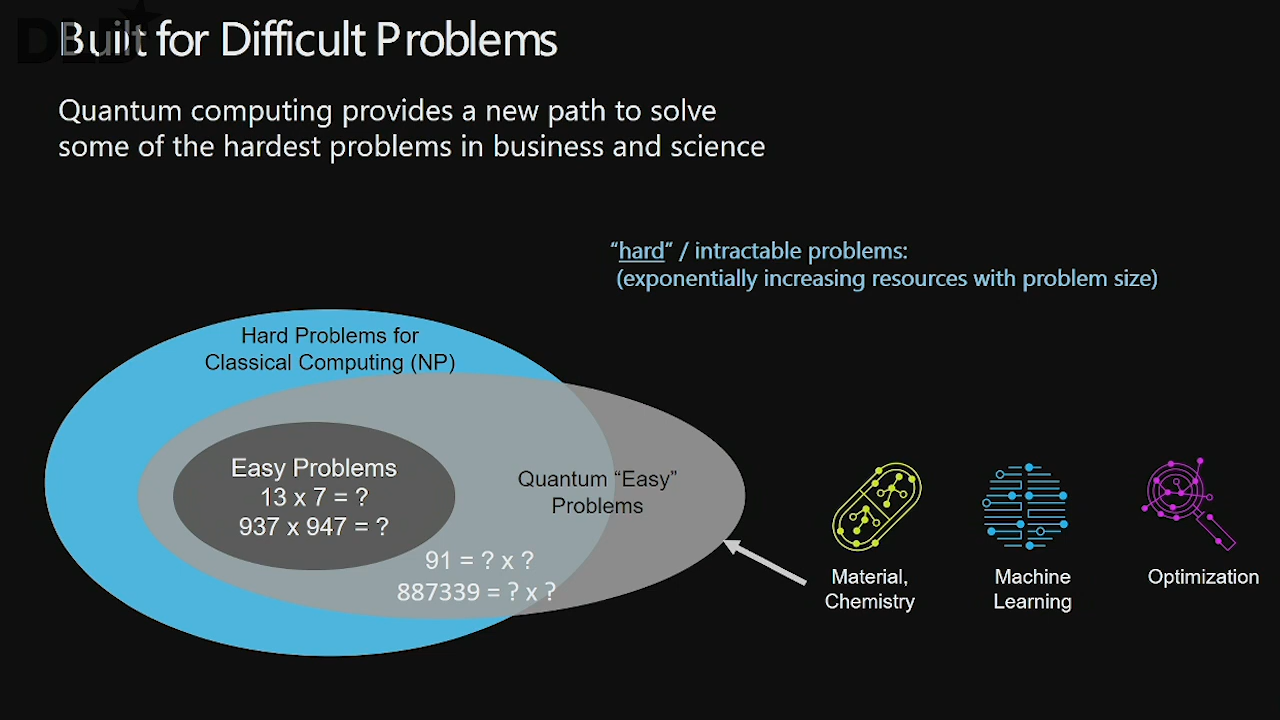 DLD
Built for Difficult Problems
Quantum computing provides a new path to solve
some of the hardest problems in business and science
“hard“ / intractable problems:
(exponentially increasing resources with problem size)
Hard Problems for
Classical Computing (NP)
Easy Problems
13 x 7 = ?
937 x 947 = ?
Quantum “Easy”
Problems
91 = ? x ?
887339 = ? x ?
Material,
Chemistry
Machine
Learning
Optimization